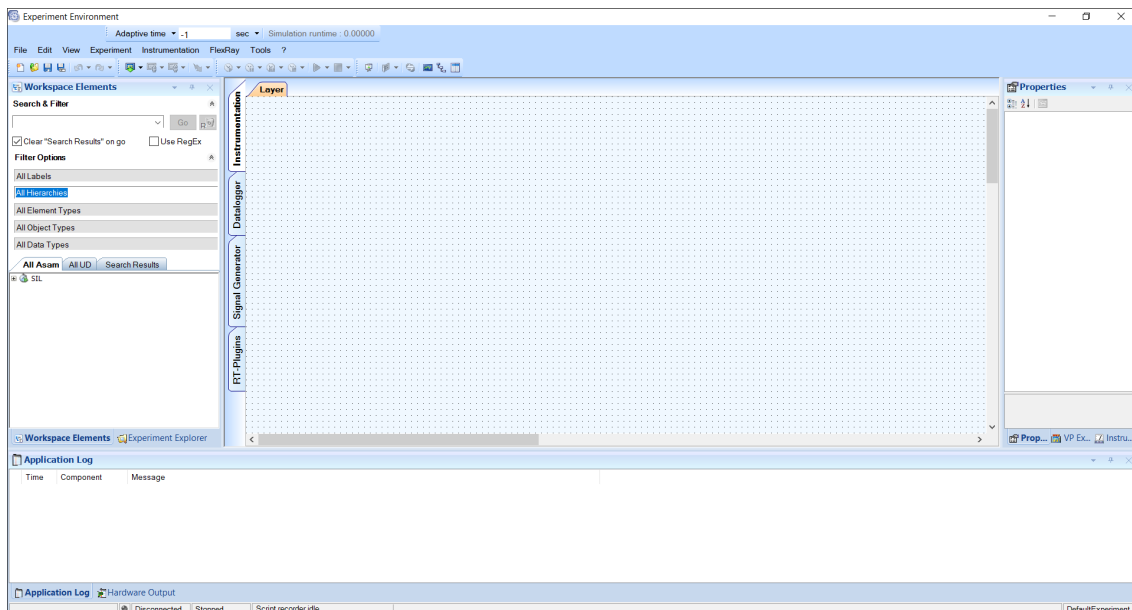 Experiment Environment
Adaptive time -1 sec Simulation runtime : 0.00000
File Edit View Experiment Instrumentation FlexRay Tools ?
Workspace Elements
Search & Filter
Go
Clear "Search Results" on go Use RegEx
Filter Options
All Labels
All Hierarchies
All Element Types
All Object Types
All Data Types
All Asam All UD Search Results
SIL
Workspace Elements Experiment Explorer
Layer
Instrumentation
Datalogger
Signal Generator
RT-Plugins
Properties
Prop... VP Ex... Instru...
Application Log
Time Component Message
Application Log Hardware Output
Disconnected Stopped Script recorder idle DefaultExperiment